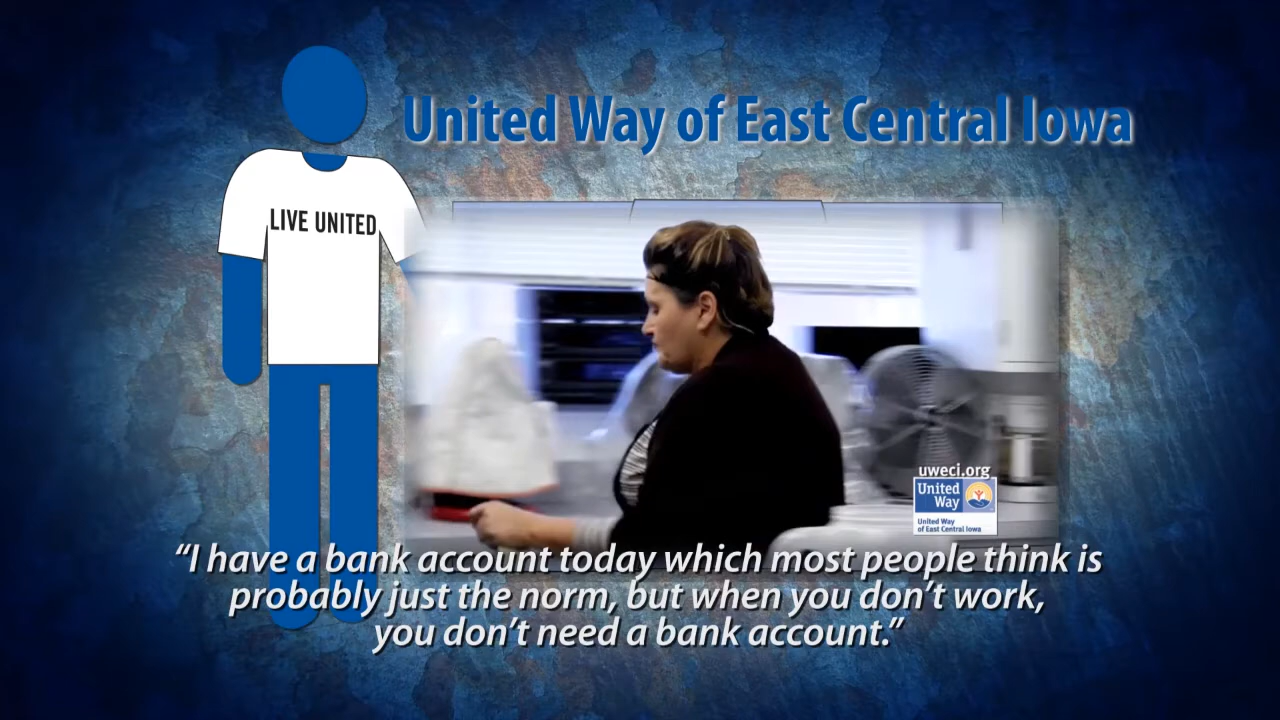 United Way of East Central Iowa
LIVE UNITED
uweci.org
United
Way
United Way
of East Central Iowa
“I have a bank account today which most people think is
probably just the norm, but when you don’t work,
you don’t need a bank account.”